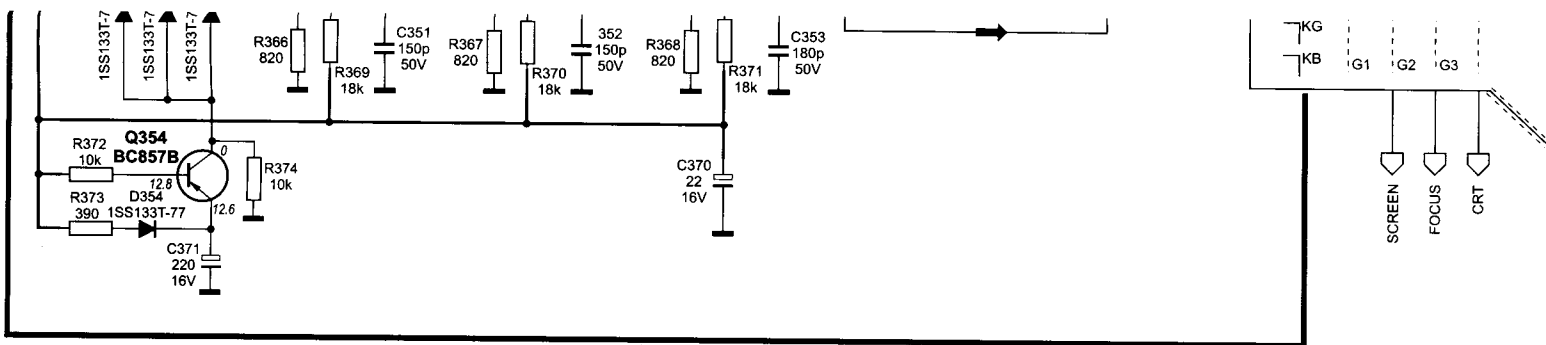 1SS133T-7
1SS133T-7
1SS133T-7
R366
820
R369
18k
C351
150p
50V
R367
820
R370
18k
352
150p
50V
R368
820
R371
18k
C353
180p
50V
KG
KB
G1
G2
G3
Q354
BC857B
R372
10k
0
R374
10k
12.8
R373
390
D354
1SS133T-77
12.6
C371
220
16V
C370
22
16V
SCREEN
FOCUS
CRT